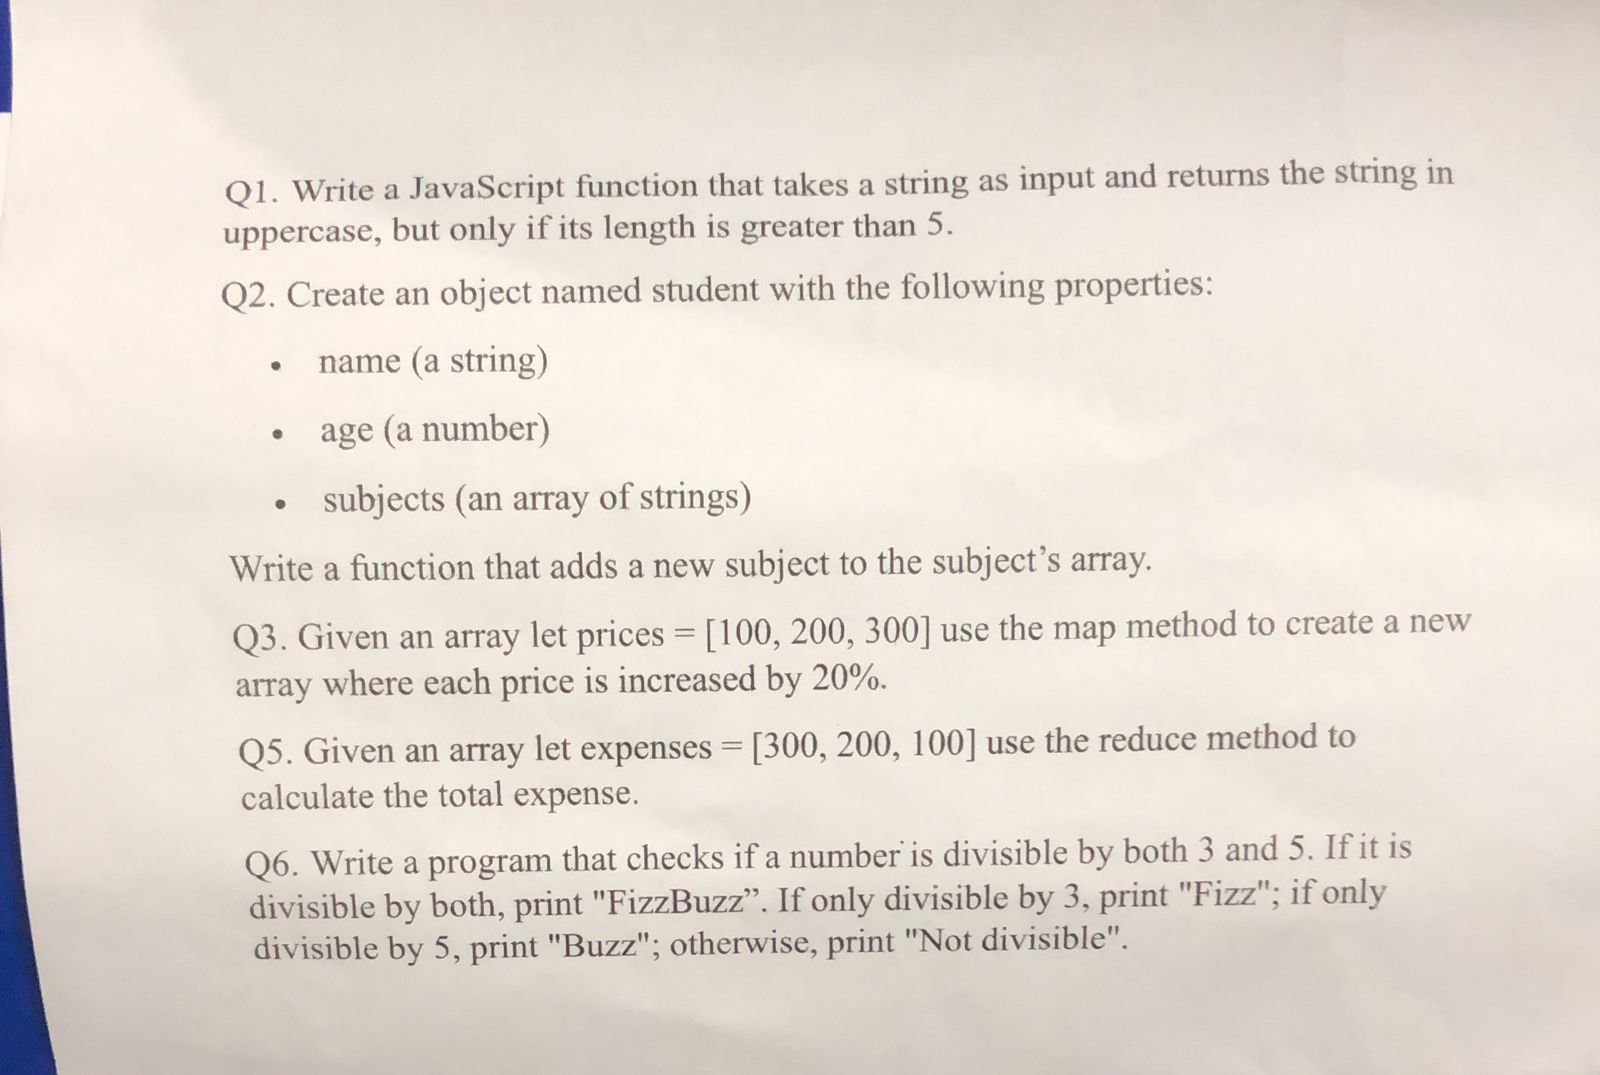 Q1. Write a JavaScript function that takes a string as input and returns the string in
uppercase, but only if its length is greater than 5.
Q2. Create an object named student with the following properties:
• name (a string)
• age (a number)
• subjects (an array of strings)
Write a function that adds a new subject to the subject’s array.
Q3. Given an array let prices = [100, 200, 300] use the map method to create a new
array where each price is increased by 20%.
Q5. Given an array let expenses = [300, 200, 100] use the reduce method to
calculate the total expense.
Q6. Write a program that checks if a number is divisible by both 3 and 5. If it is
divisible by both, print "FizzBuzz”. If only divisible by 3, print "Fizz"; if only
divisible by 5, print "Buzz"; otherwise, print "Not divisible".